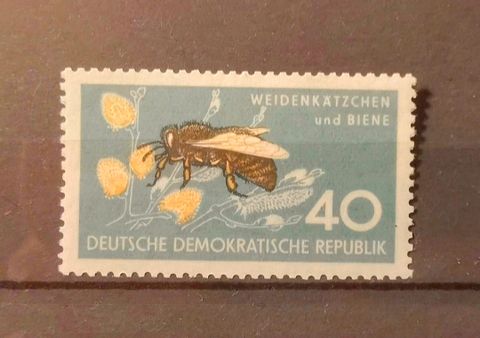 WEIDENKÄTZCHEN
und BIENE
40
DEUTSCHE DEMOKRATISCHE REPUBLIK